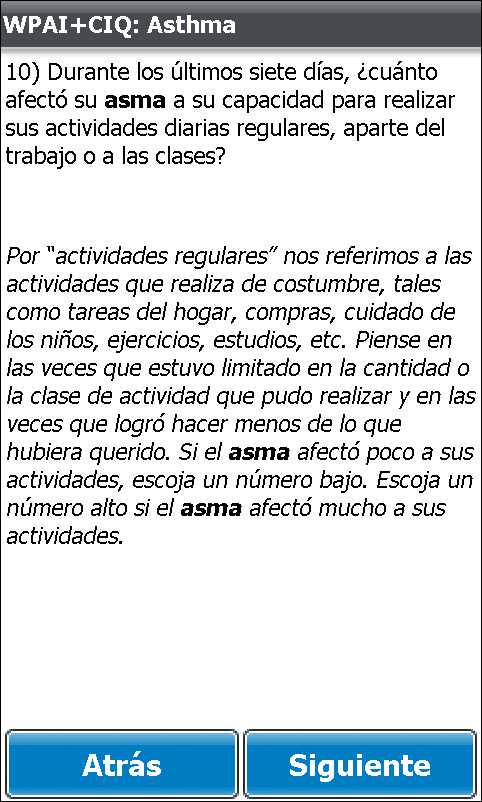 WPAI+CIQ: Asthma
10) Durante los últimos siete días, ¿cuánto
afectó su asma a su capacidad para realizar
sus actividades diarias regulares, aparte del
trabajo o a las clases?
Por “actividades regulares” nos referimos a las
actividades que realiza de costumbre, tales
como tareas del hogar, compras, cuidado de
los niños, ejercicios, estudios, etc. Piense en
las veces que estuvo limitado en la cantidad o
la clase de actividad que pudo realizar y en las
veces que logró hacer menos de lo que
hubiera querido. Si el asma afectó poco a sus
actividades, escoja un número bajo. Escoja un
número alto si el asma afectó mucho a sus
actividades.
Atrás
Siguiente